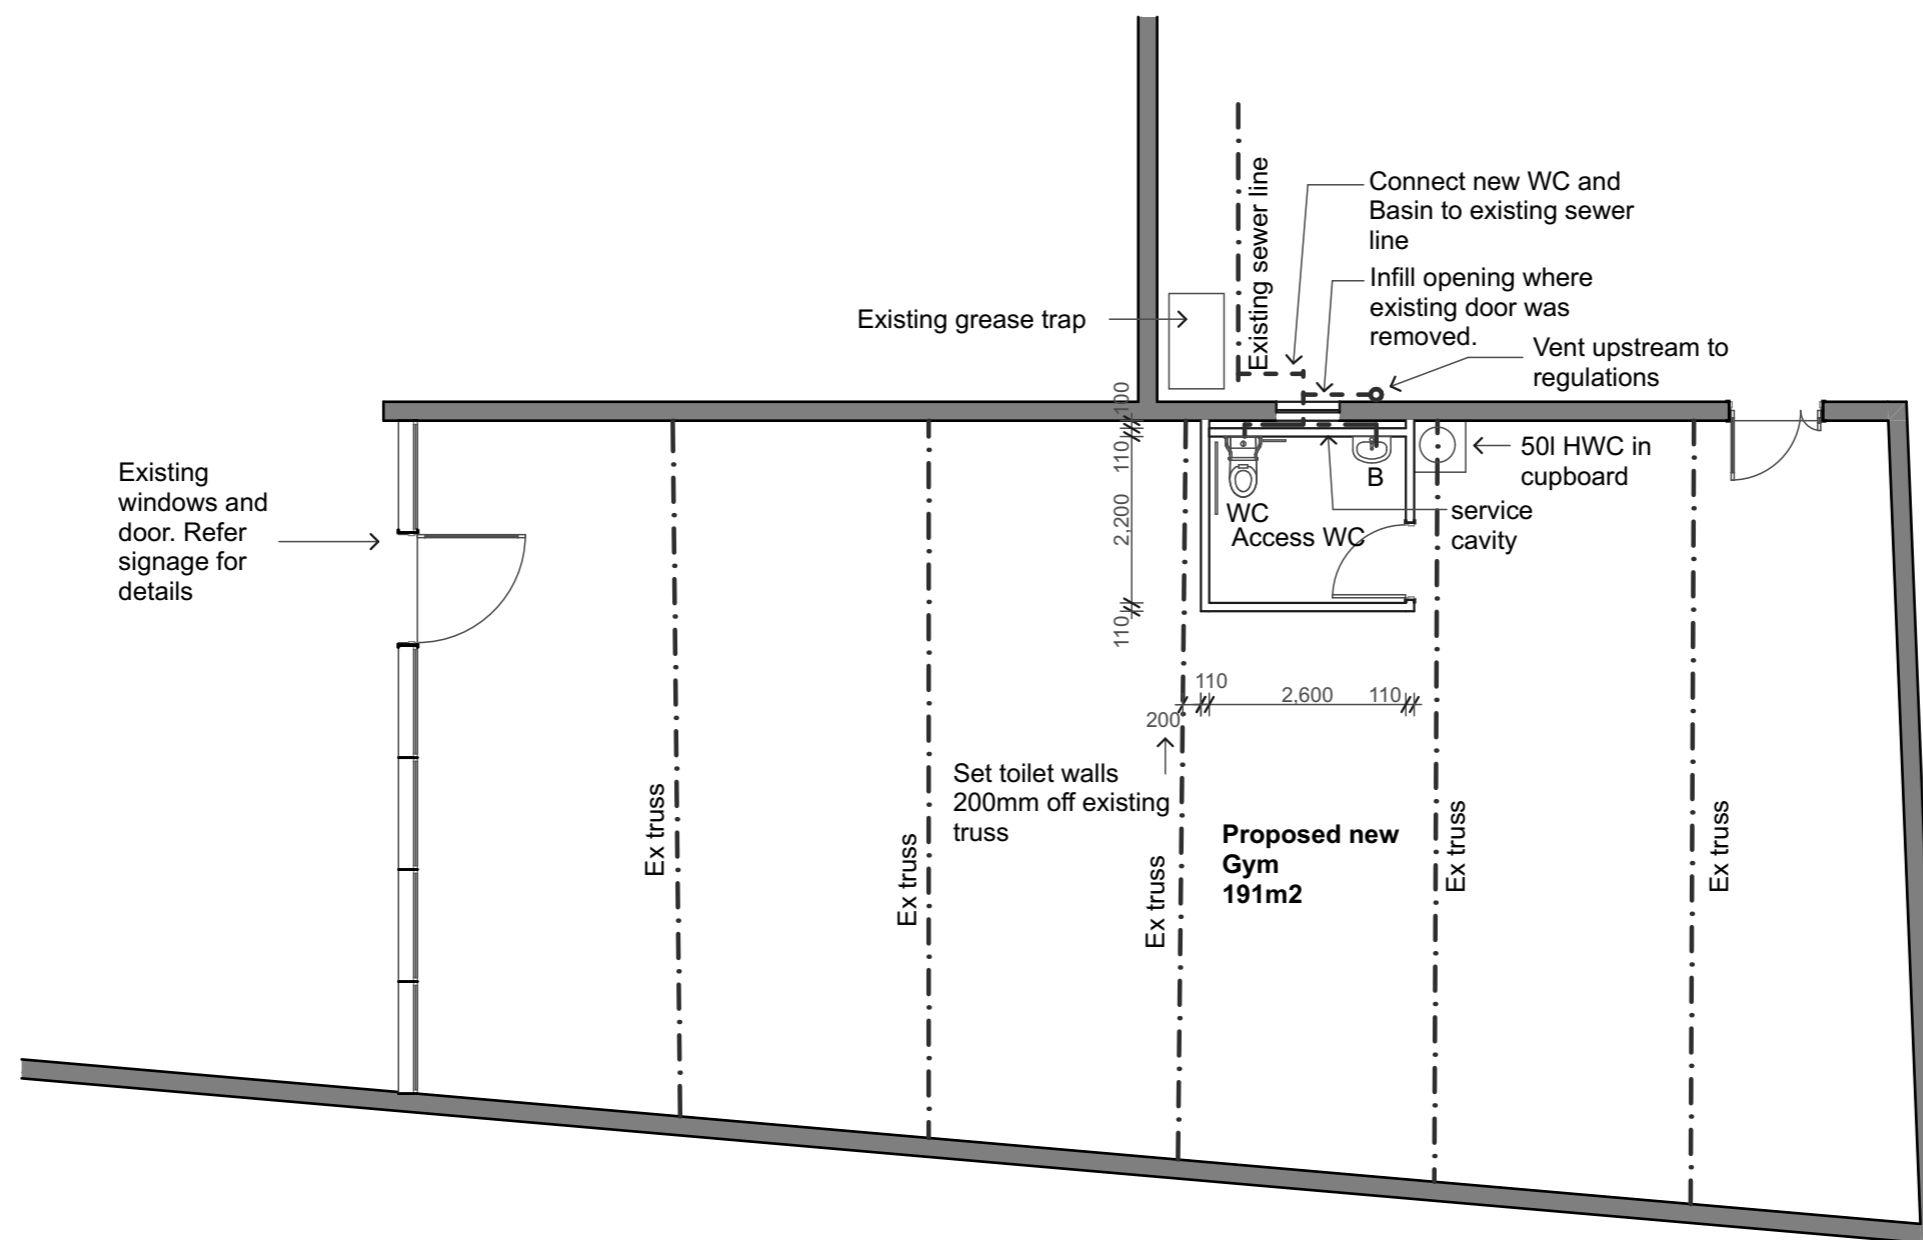 Existing sewer line
Connect new WC and
Basin to existing sewer
line
Infill opening where
existing door was
removed.
Existing grease trap
Vent upstream to
regulations
100
110
2,200
110
Existing
windows and
door. Refer
signage for
details
50l HWC in
cupboard
B
WC
Access WC
service
cavity
110
2,600
110
200
Set toilet walls
200mm off existing
truss
Proposed new
Gym
191m2
Ex truss
Ex truss
Ex truss
Ex truss
Ex truss